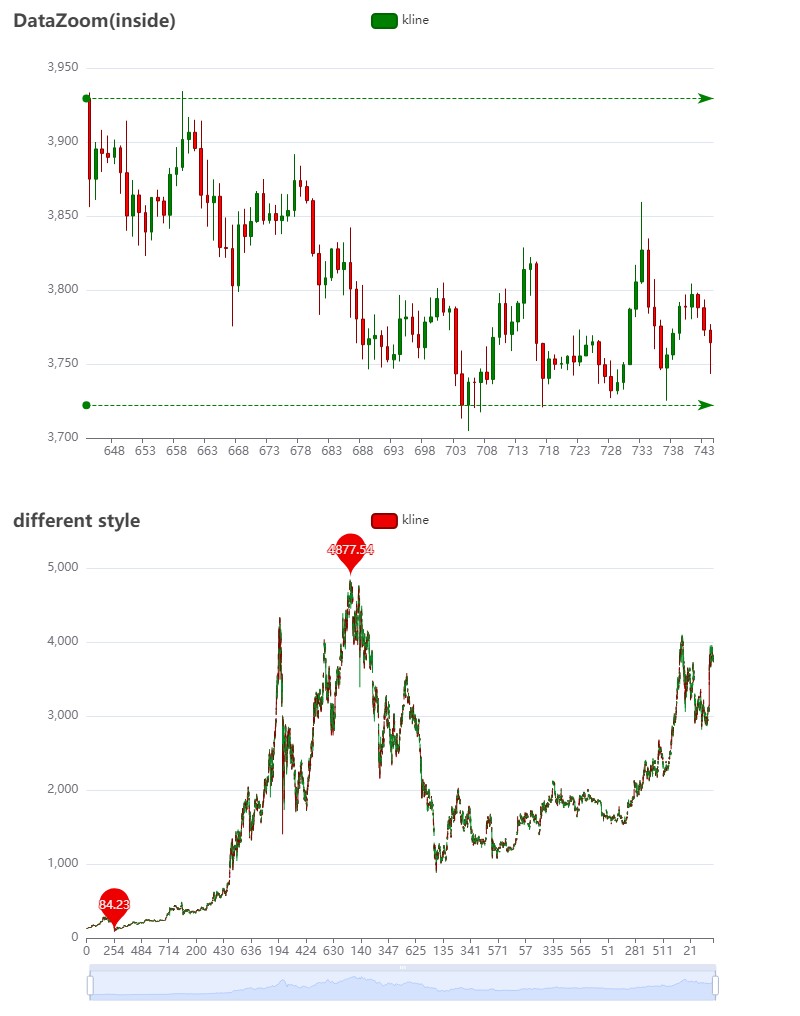 DataZoom(inside)
kline
3,950
3,900
3,850
3,800
3,750
3,700
648 653 658 663 668 673 678 683 688 693 698 703 708 713 718 723 728 733 738 743
different style
kline
4877.54
5,000
4,000
3,000
2,000
1,000
84.23
0
0 254 484 714 200 430 636 194 424 630 140 347 625 135 341 571 57 335 565 51 281 511 21